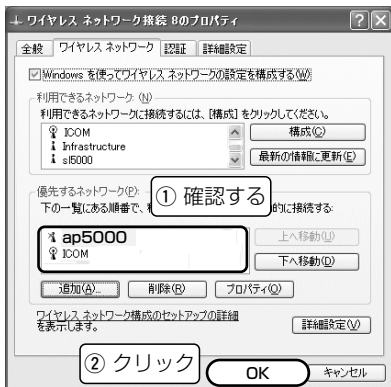 ワイヤレス ネットワーク接続 8のプロパティ
全般 ワイヤレス ネットワーク 認証 詳細設定
Windows を使ってワイヤレス ネットワークの設定を構成する(W)
利用できるネットワーク: (N)
利用できるネットワークに接続するには、[構成] をクリックしてください。
ICOM
Infrastructure
sl5000
構成(C)
最新の情報に更新(E)
優先するネットワーク(P):
下の一覧にある順番で、
的に接続する:
① 確認する
ap5000
ICOM
上へ移動(U)
下へ移動(D)
追加(A)... 削除(R) プロパティ(O)
ワイヤレス ネットワーク構成のセットアップの詳細
を表示します。
詳細設定(V)
② クリック
OK キャンセル